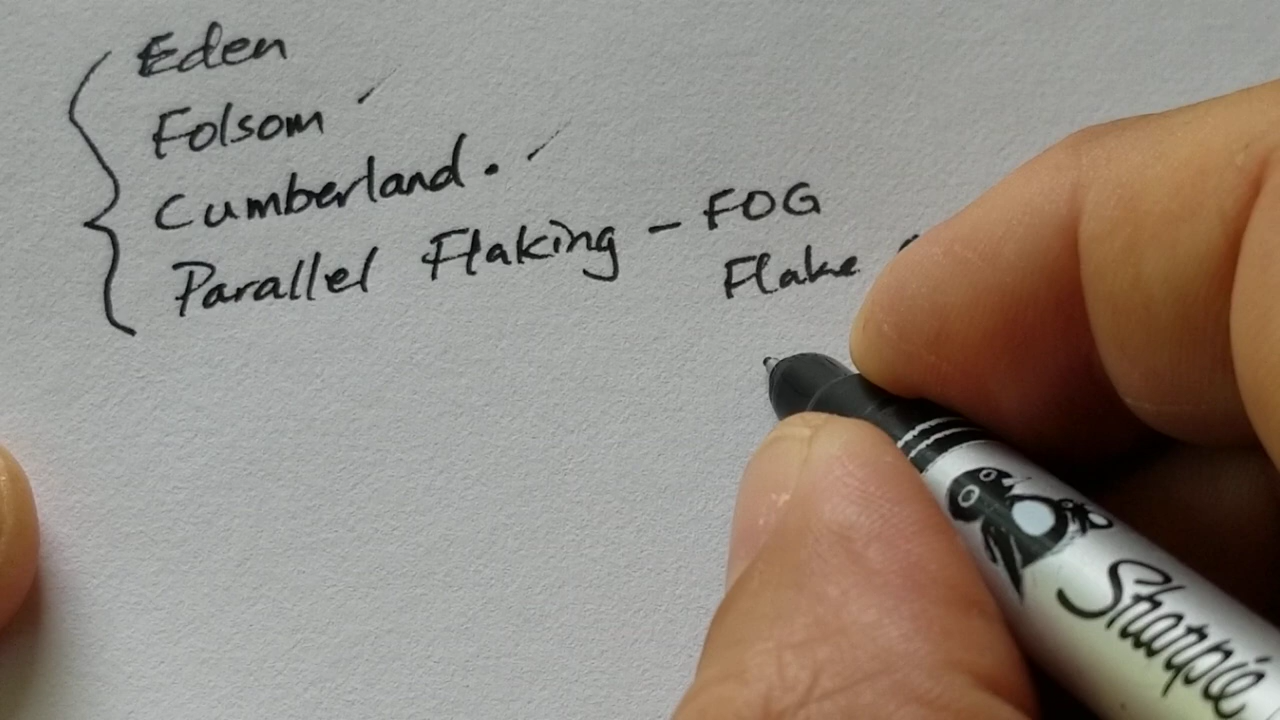 Eden
Folsom
Cumberland.
Parallel Flaking - FOG
Flake
Sharpie